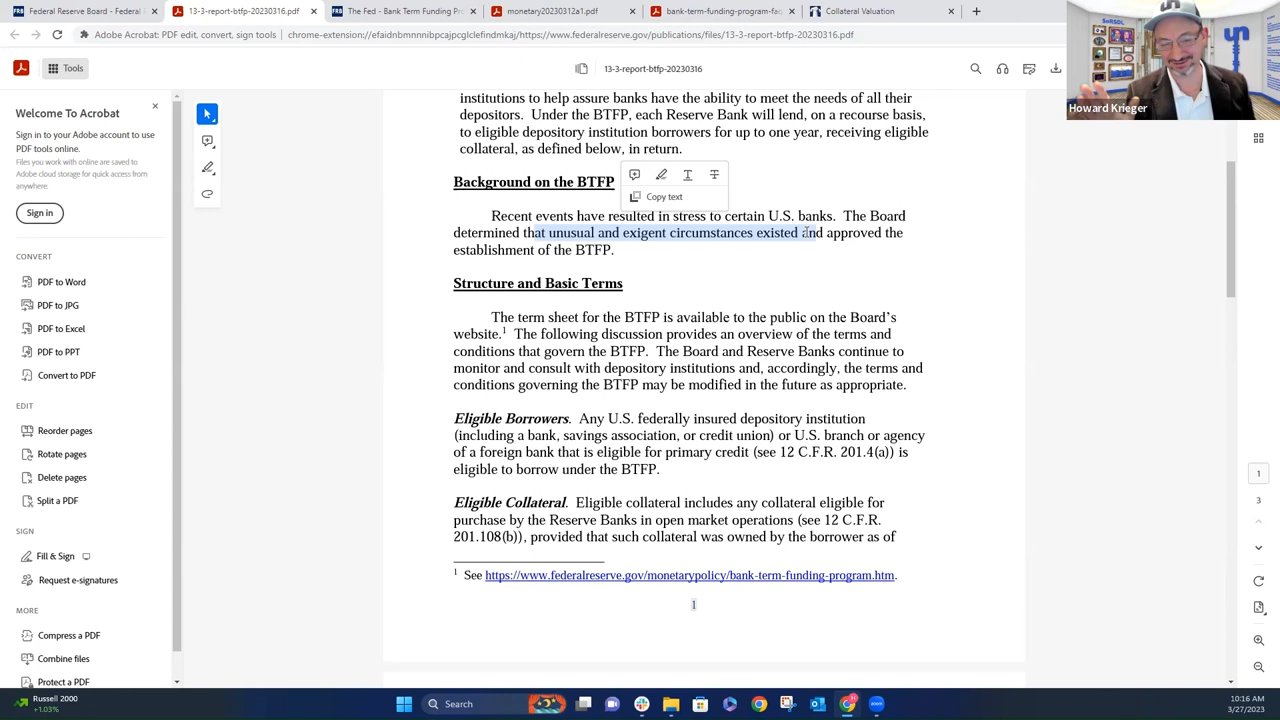 Federal Reserve Board - Federal
13-3-report-btfp-20230316.pdf
The Fed - Bank Term Funding Pro
monetary20230312a1.pdf
bank-term-funding-program-faq
Collateral Valuation
Adobe Acrobat: PDF edit, convert, sign tools
chrome-extension://efaidnbmnnnibpcajpcglclefindmkaj/https://www.federalreserve.gov/publications/files/13-3-report-btfp-20230316.pdf
Tools
13-3-report-btfp-20230316
SeRSOL
Howard Krieger
Welcome To Acrobat
Sign in to your Adobe account to use
PDF tools online.
Files you work with online are saved to
Adobe cloud storage for quick access from
anywhere.
Sign in
CONVERT
PDF to Word
PDF to JPG
PDF to Excel
PDF to PPT
Convert to PDF
EDIT
Reorder pages
Rotate pages
Delete pages
Split a PDF
SIGN
Fill & Sign
Request e-signatures
MORE
Compress a PDF
Combine files
Protect a PDF
institutions to help assure banks have the ability to meet the needs of all their
depositors. Under the BTFP, each Reserve Bank will lend, on a recourse basis,
to eligible depository institution borrowers for up to one year, receiving eligible
collateral, as defined below, in return.
Background on the BTFP
Copy text
Recent events have resulted in stress to certain U.S. banks. The Board
determined that unusual and exigent circumstances existed and approved the
establishment of the BTFP.
Structure and Basic Terms
The term sheet for the BTFP is available to the public on the Board's
website.1 The following discussion provides an overview of the terms and
conditions that govern the BTFP. The Board and Reserve Banks continue to
monitor and consult with depository institutions and, accordingly, the terms and
conditions governing the BTFP may be modified in the future as appropriate.
Eligible Borrowers. Any U.S. federally insured depository institution
(including a bank, savings association, or credit union) or U.S. branch or agency
of a foreign bank that is eligible for primary credit (see 12 C.F.R. 201.4(a)) is
eligible to borrow under the BTFP.
Eligible Collateral. Eligible collateral includes any collateral eligible for
purchase by the Reserve Banks in open market operations (see 12 C.F.R.
201.108(b)), provided that such collateral was owned by the borrower as of
1 See https://www.federalreserve.gov/monetarypolicy/bank-term-funding-program.htm.
1
1
3
Russell 2000
+1.03%
Search
10:16 AM
3/27/2023